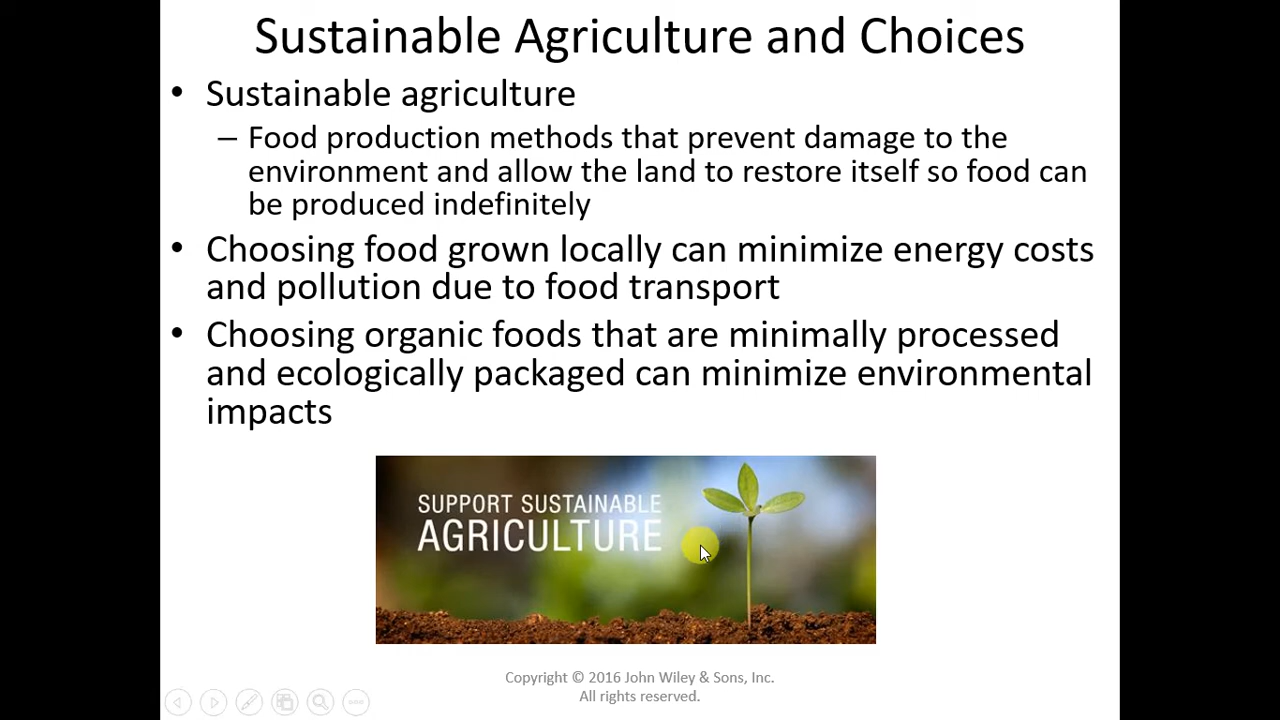 Sustainable Agriculture and Choices
• Sustainable agriculture
– Food production methods that prevent damage to the
environment and allow the land to restore itself so food can
be produced indefinitely
• Choosing food grown locally can minimize energy costs
and pollution due to food transport
• Choosing organic foods that are minimally processed
and ecologically packaged can minimize environmental
impacts
SUPPORT SUSTAINABLE
AGRICULTURE
Copyright © 2016 John Wiley & Sons, Inc.
All rights reserved.